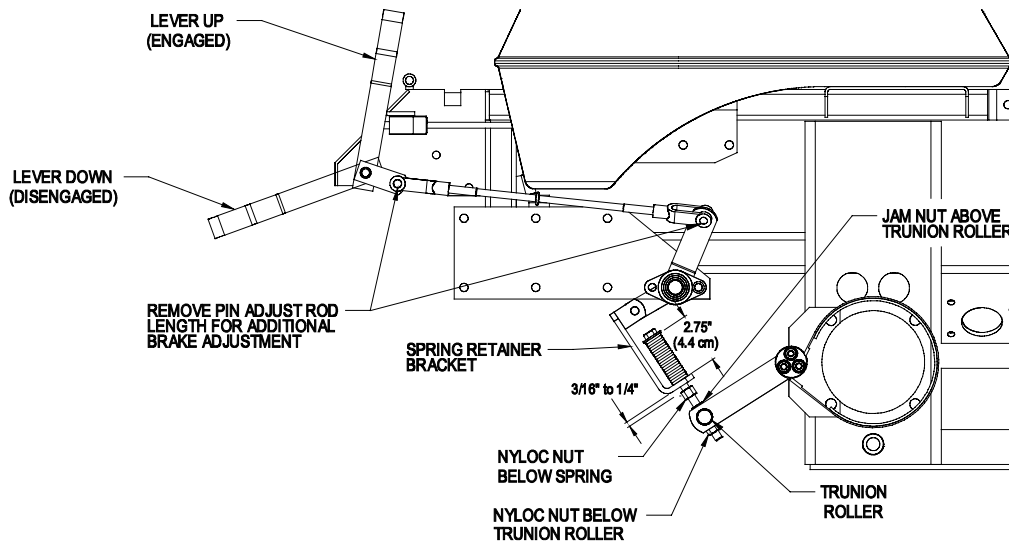 LEVER UP
(ENGAGED)
LEVER DOWN
(DISENGAGED)
JAM NUT ABOVE
TRUNION ROLLER
REMOVE PIN ADJUST ROD
LENGTH FOR ADDITIONAL
BRAKE ADJUSTMENT
2.75"
(4.4 cm)
SPRING RETAINER
BRACKET
3/16" to 1/4"
NYLOC NUT
BELOW SPRING
TRUNION
ROLLER
NYLOC NUT BELOW
TRUNION ROLLER